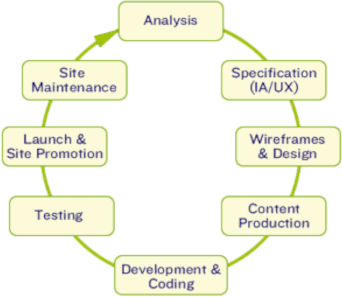 Analysis
Specification
(IA/UX)
Wireframes
& Design
Content
Production
Development &
Coding
Testing
Launch &
Site Promotion
Site
Maintenance